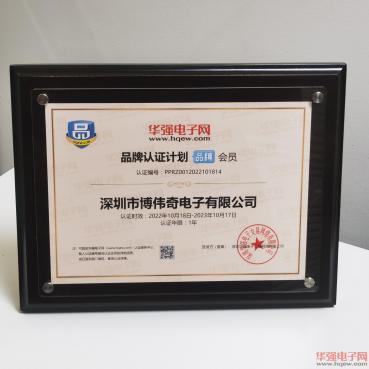 品
华强电子网
www.hqew.com
品牌认证计划 品牌 会员
认证编号：PPRZ0012022101814
深圳市博伟奇电子有限公司
认证时效：2022年10月18日-2023年10月17日
认证年限：1年
华强电子网
www.hqew.com